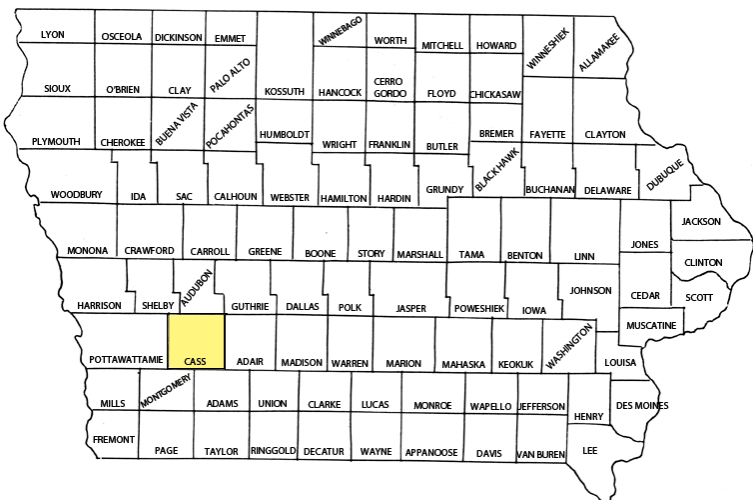 LYON OSCEOLA DICKINSON EMMET WINNEBAGO WORTH MITCHELL HOWARD WINNESHIEK ALLAMAKEE
SIOUX O'BRIEN CLAY PALO ALTO KOSSUTH HANCOCK CERRO GORDO FLOYD CHICKASAW
PLYMOUTH CHEROKEE BUENA VISTA POCAHONTAS HUMBOLDT WRIGHT FRANKLIN BUTLER BREMER FAYETTE CLAYTON
WOODBURY IDA SAC CALHOUN WEBSTER HAMILTON HARDIN GRUNDY BLACK HAWK BUCHANAN DELAWARE DUBUQUE
MONONA CRAWFORD CARROLL GREENE BOONE STORY MARSHALL TAMA BENTON LINN JONES JACKSON
CLINTON
HARRISON SHELBY AUDUBON GUTHRIE DALLAS POLK JASPER POWESHIEK IOWA JOHNSON CEDAR SCOTT
MUSCATINE
POTTAWATTAMIE CASS ADAIR MADISON WARREN MARION MAHASKA KEOKUK WASHINGTON LOUISA
MILLS MONTGOMERY ADAMS UNION CLARKE LUCAS MONROE WAPELLO JEFFERSON HENRY DES MOINES
FREMONT PAGE TAYLOR RINGGOLD DECATUR WAYNE APPANOOSE DAVIS VAN BUREN LEE